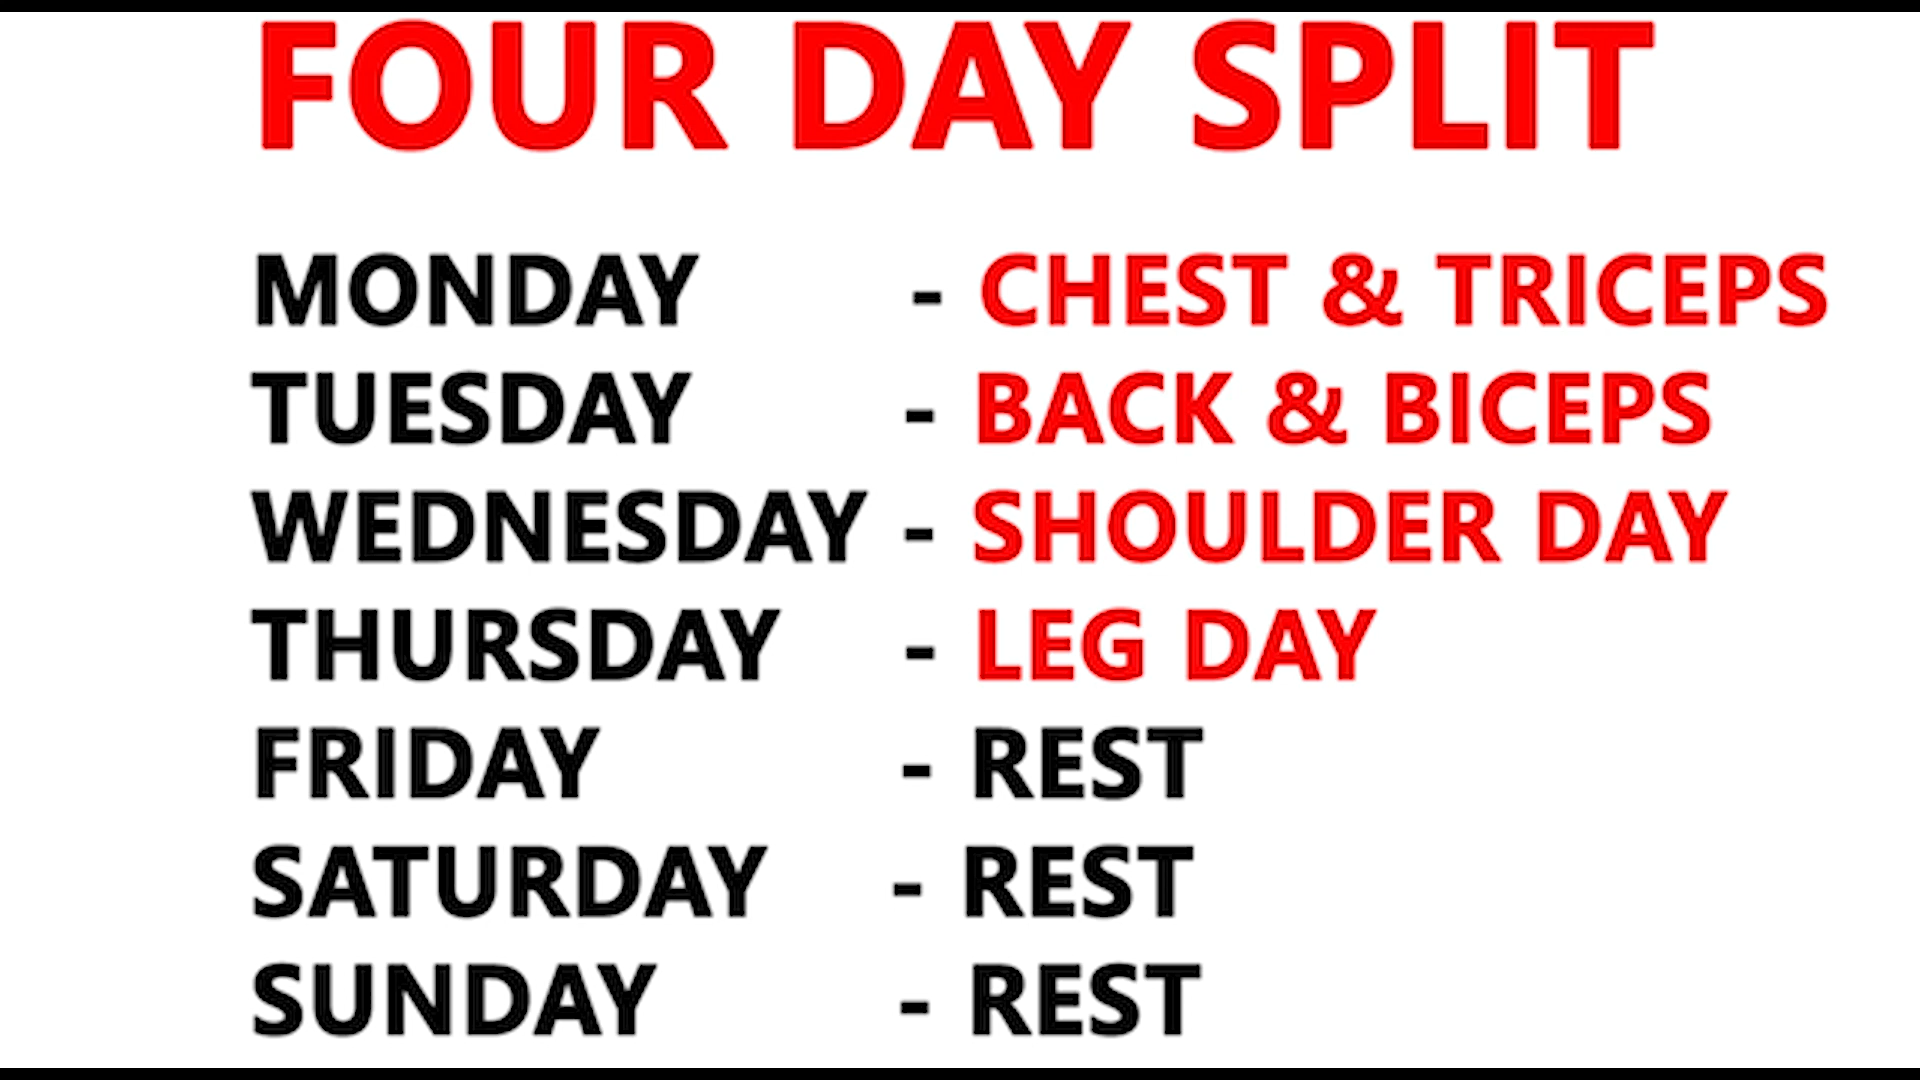 FOUR DAY SPLIT
MONDAY - CHEST & TRICEPS
TUESDAY - BACK & BICEPS
WEDNESDAY - SHOULDER DAY
THURSDAY - LEG DAY
FRIDAY - REST
SATURDAY - REST
SUNDAY - REST